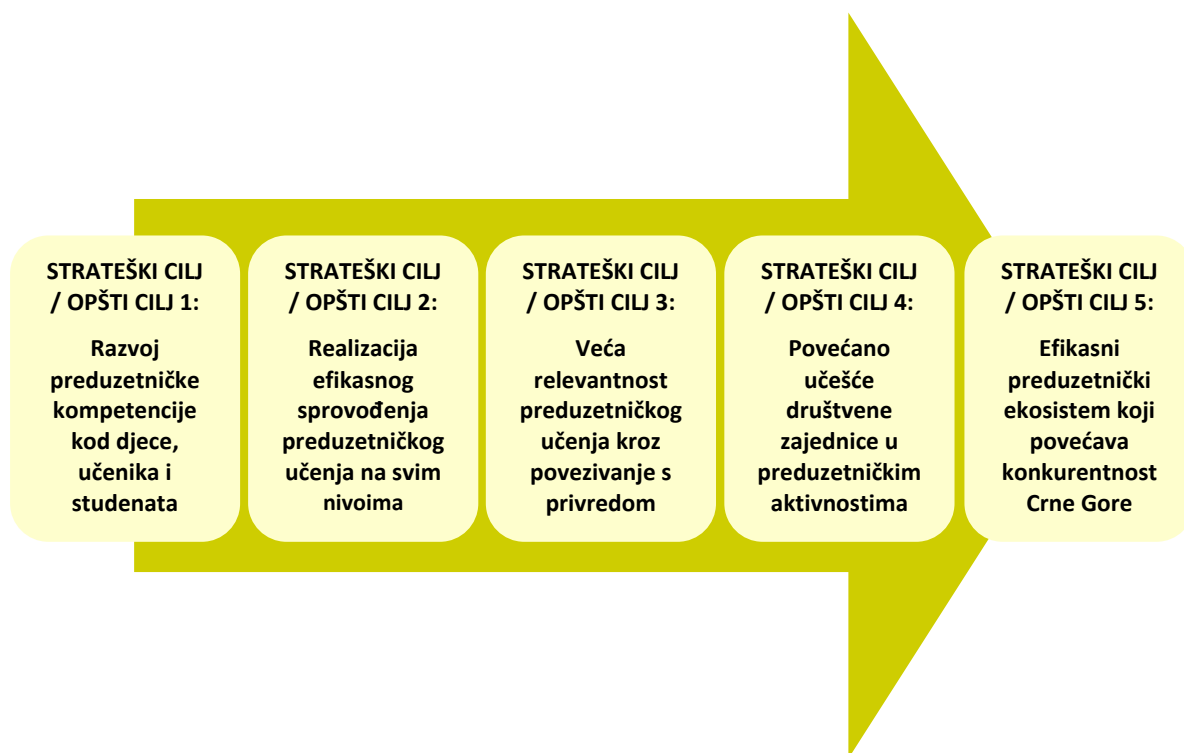 STRATEŠKI CILJ
/ OPŠTI CILJ 1:
Razvoj
preduzetničke
kompetencije
kod djece,
učenika i
studenata
STRATEŠKI CILJ
/ OPŠTI CILJ 2:
Realizacija
efikasnog
sprovođenja
preduzetničkog
učenja na svim
nivoima
STRATEŠKI CILJ
/ OPŠTI CILJ 3:
Veća
relevantnost
preduzetničkog
učenja kroz
povezivanje s
privredom
STRATEŠKI CILJ
/ OPŠTI CILJ 4:
Povećano
učešće
društvene
zajednice u
preduzetničkim
aktivnostima
STRATEŠKI CILJ
/ OPŠTI CILJ 5:
Efikasni
preduzetnički
ekosistem koji
povećava
konkurentnost
Crne Gore